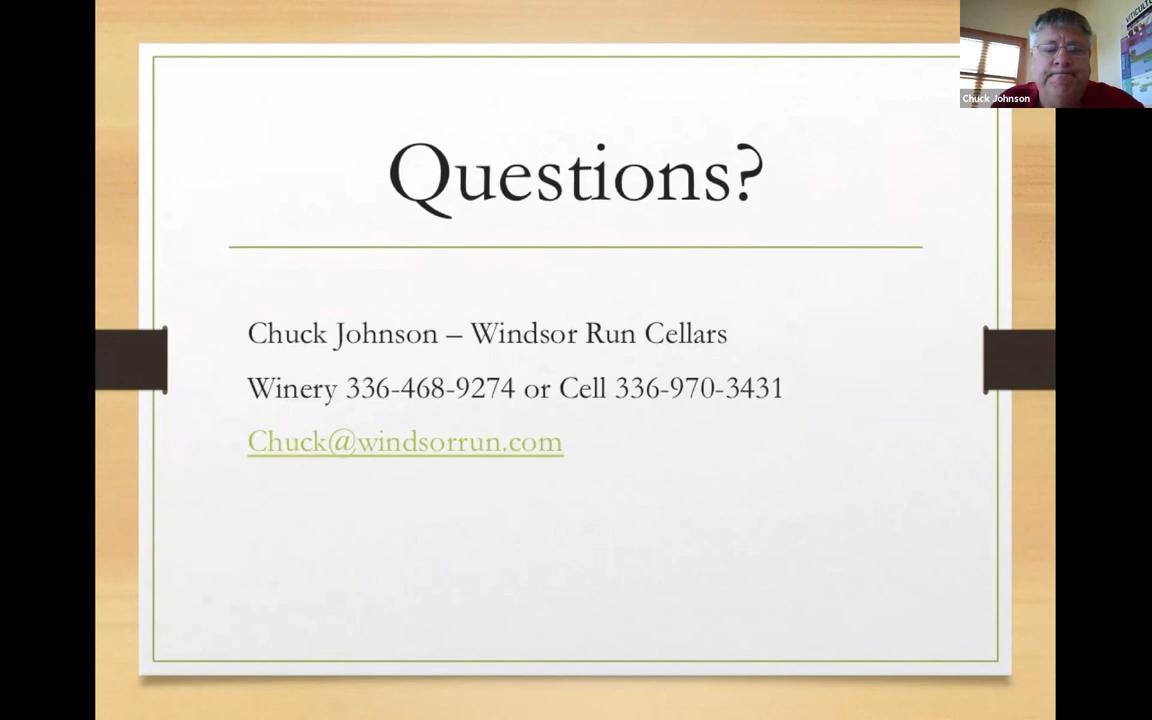 Questions?
Chuck Johnson – Windsor Run Cellars
Winery 336-468-9274 or Cell 336-970-3431
Chuck@windsorrun.com
Chuck Johnson